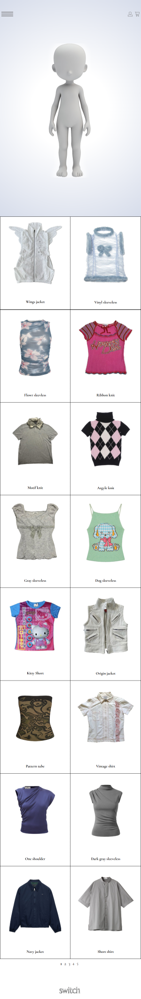 Wings jacket
Vinyl sleeveless
Flowr sleevless
Ribbon knit
Motif knit
Argyle knit
Gray sleeveless
Dog sleeveless
Kitty Short
Origin jacket
Pattern tube
Vintage shirt
One shoulder
Dark gray sleeveless
Navy jacket
Short shirt
1 2 3 4 5
switch